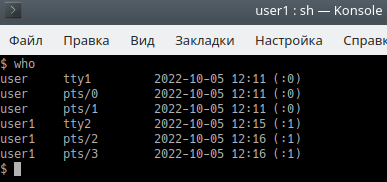 user1 : sh — Konsole
Файл Правка Вид Закладки Настройка Справк
$ who
user     tty1         2022-10-05 12:11 (:0)
user     pts/0        2022-10-05 12:11 (:0)
user     pts/1        2022-10-05 12:11 (:0)
user1    tty2         2022-10-05 12:15 (:1)
user1    pts/2        2022-10-05 12:16 (:1)
user1    pts/3        2022-10-05 12:16 (:1)
$